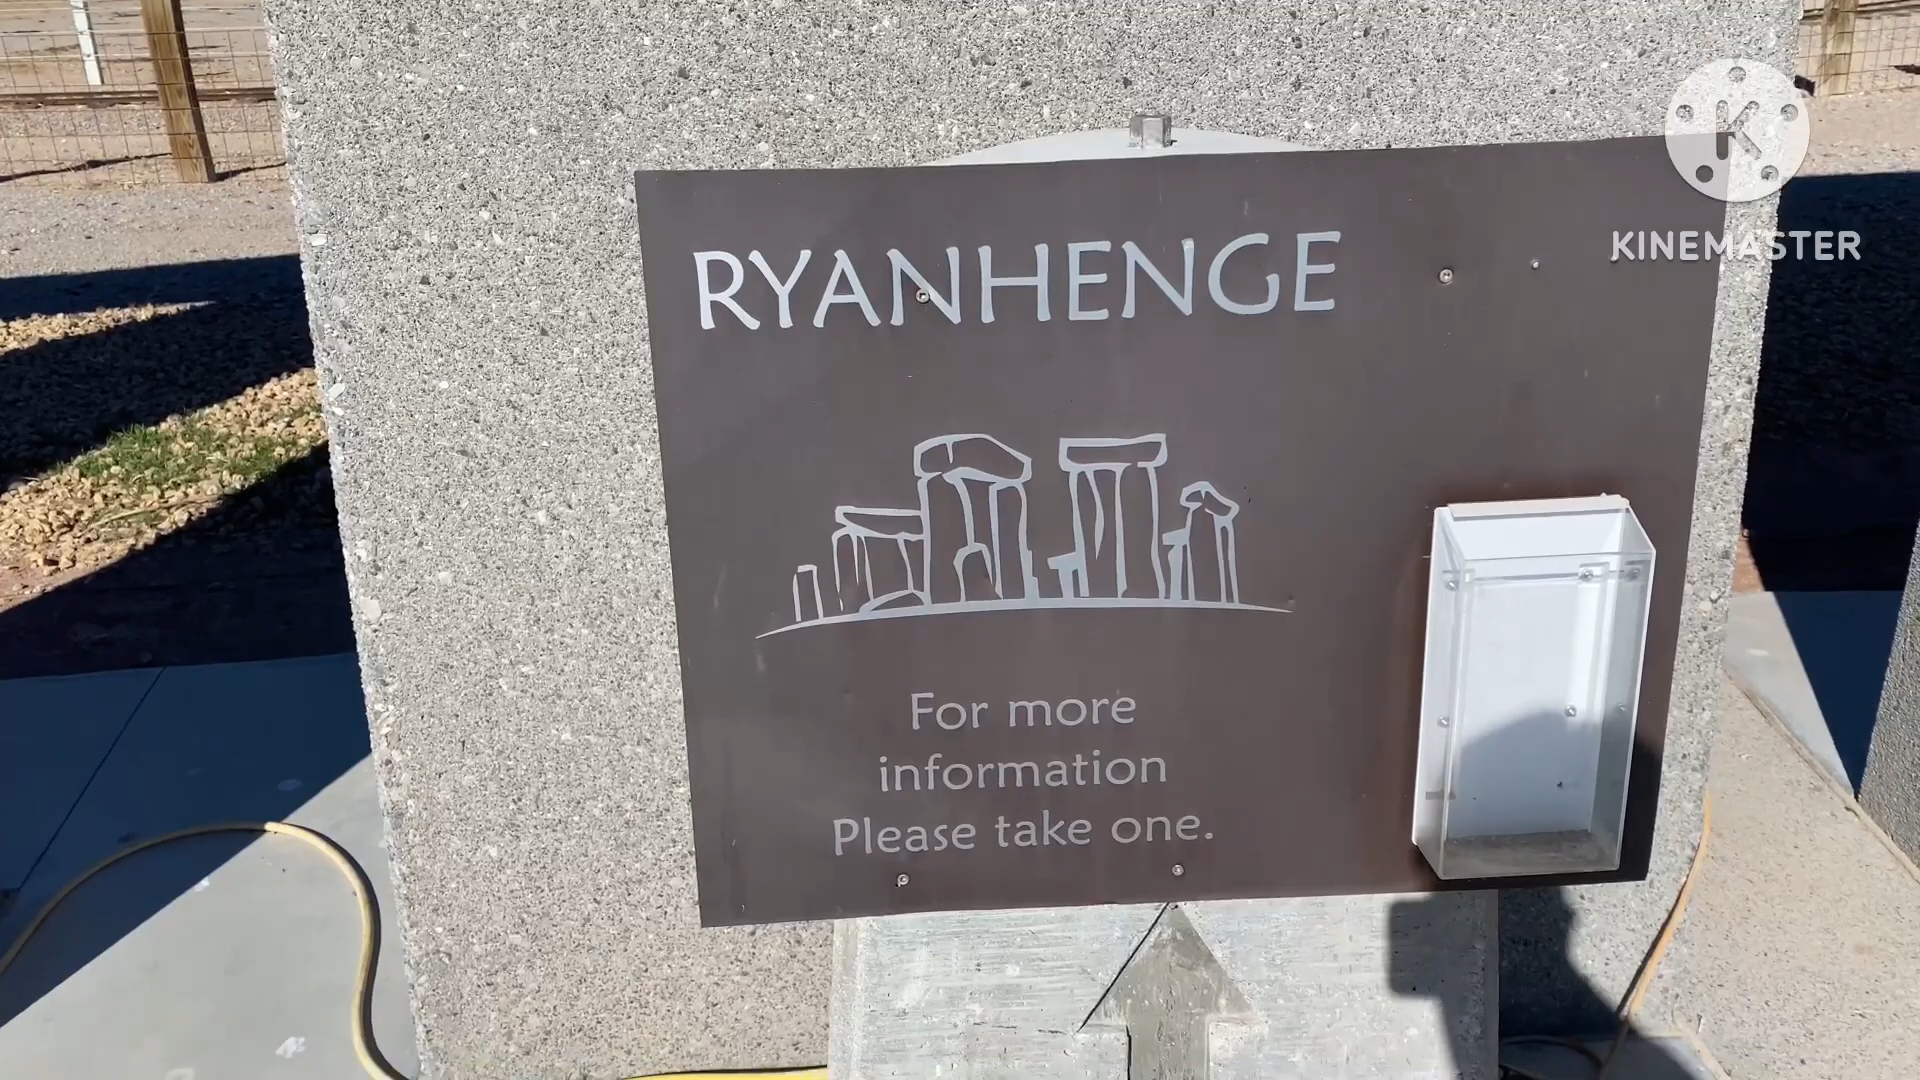 RYANHENGE
K
KINEMASTER
For more
information
Please take one.